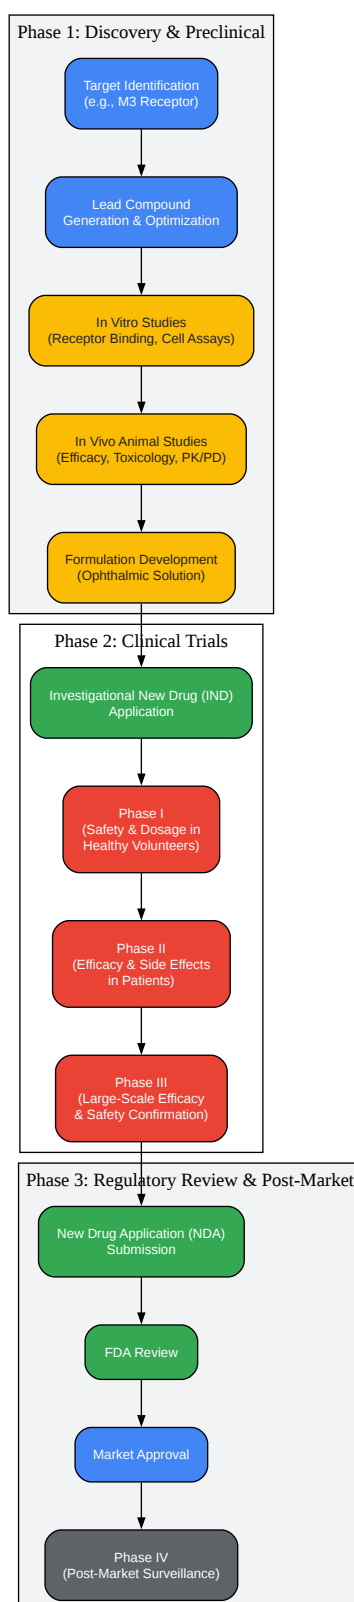 Phase 1: Discovery & Preclinical
Target Identification
(e.g., M3 Receptor)
Lead Compound
Generation & Optimization
In Vitro Studies
(Receptor Binding, Cell Assays)
In Vivo Animal Studies
(Efficacy, Toxicology, PK/PD)
Formulation Development
(Ophthalmic Solution)
Phase 2: Clinical Trials
Investigational New Drug (IND)
Application
Phase I
(Safety & Dosage in
Healthy Volunteers)
Phase II
(Efficacy & Side Effects
in Patients)
Phase III
(Large-Scale Efficacy
& Safety Confirmation)
Phase 3: Regulatory Review & Post-Market
New Drug Application (NDA)
Submission
FDA Review
Market Approval
Phase IV
(Post-Market Surveillance)